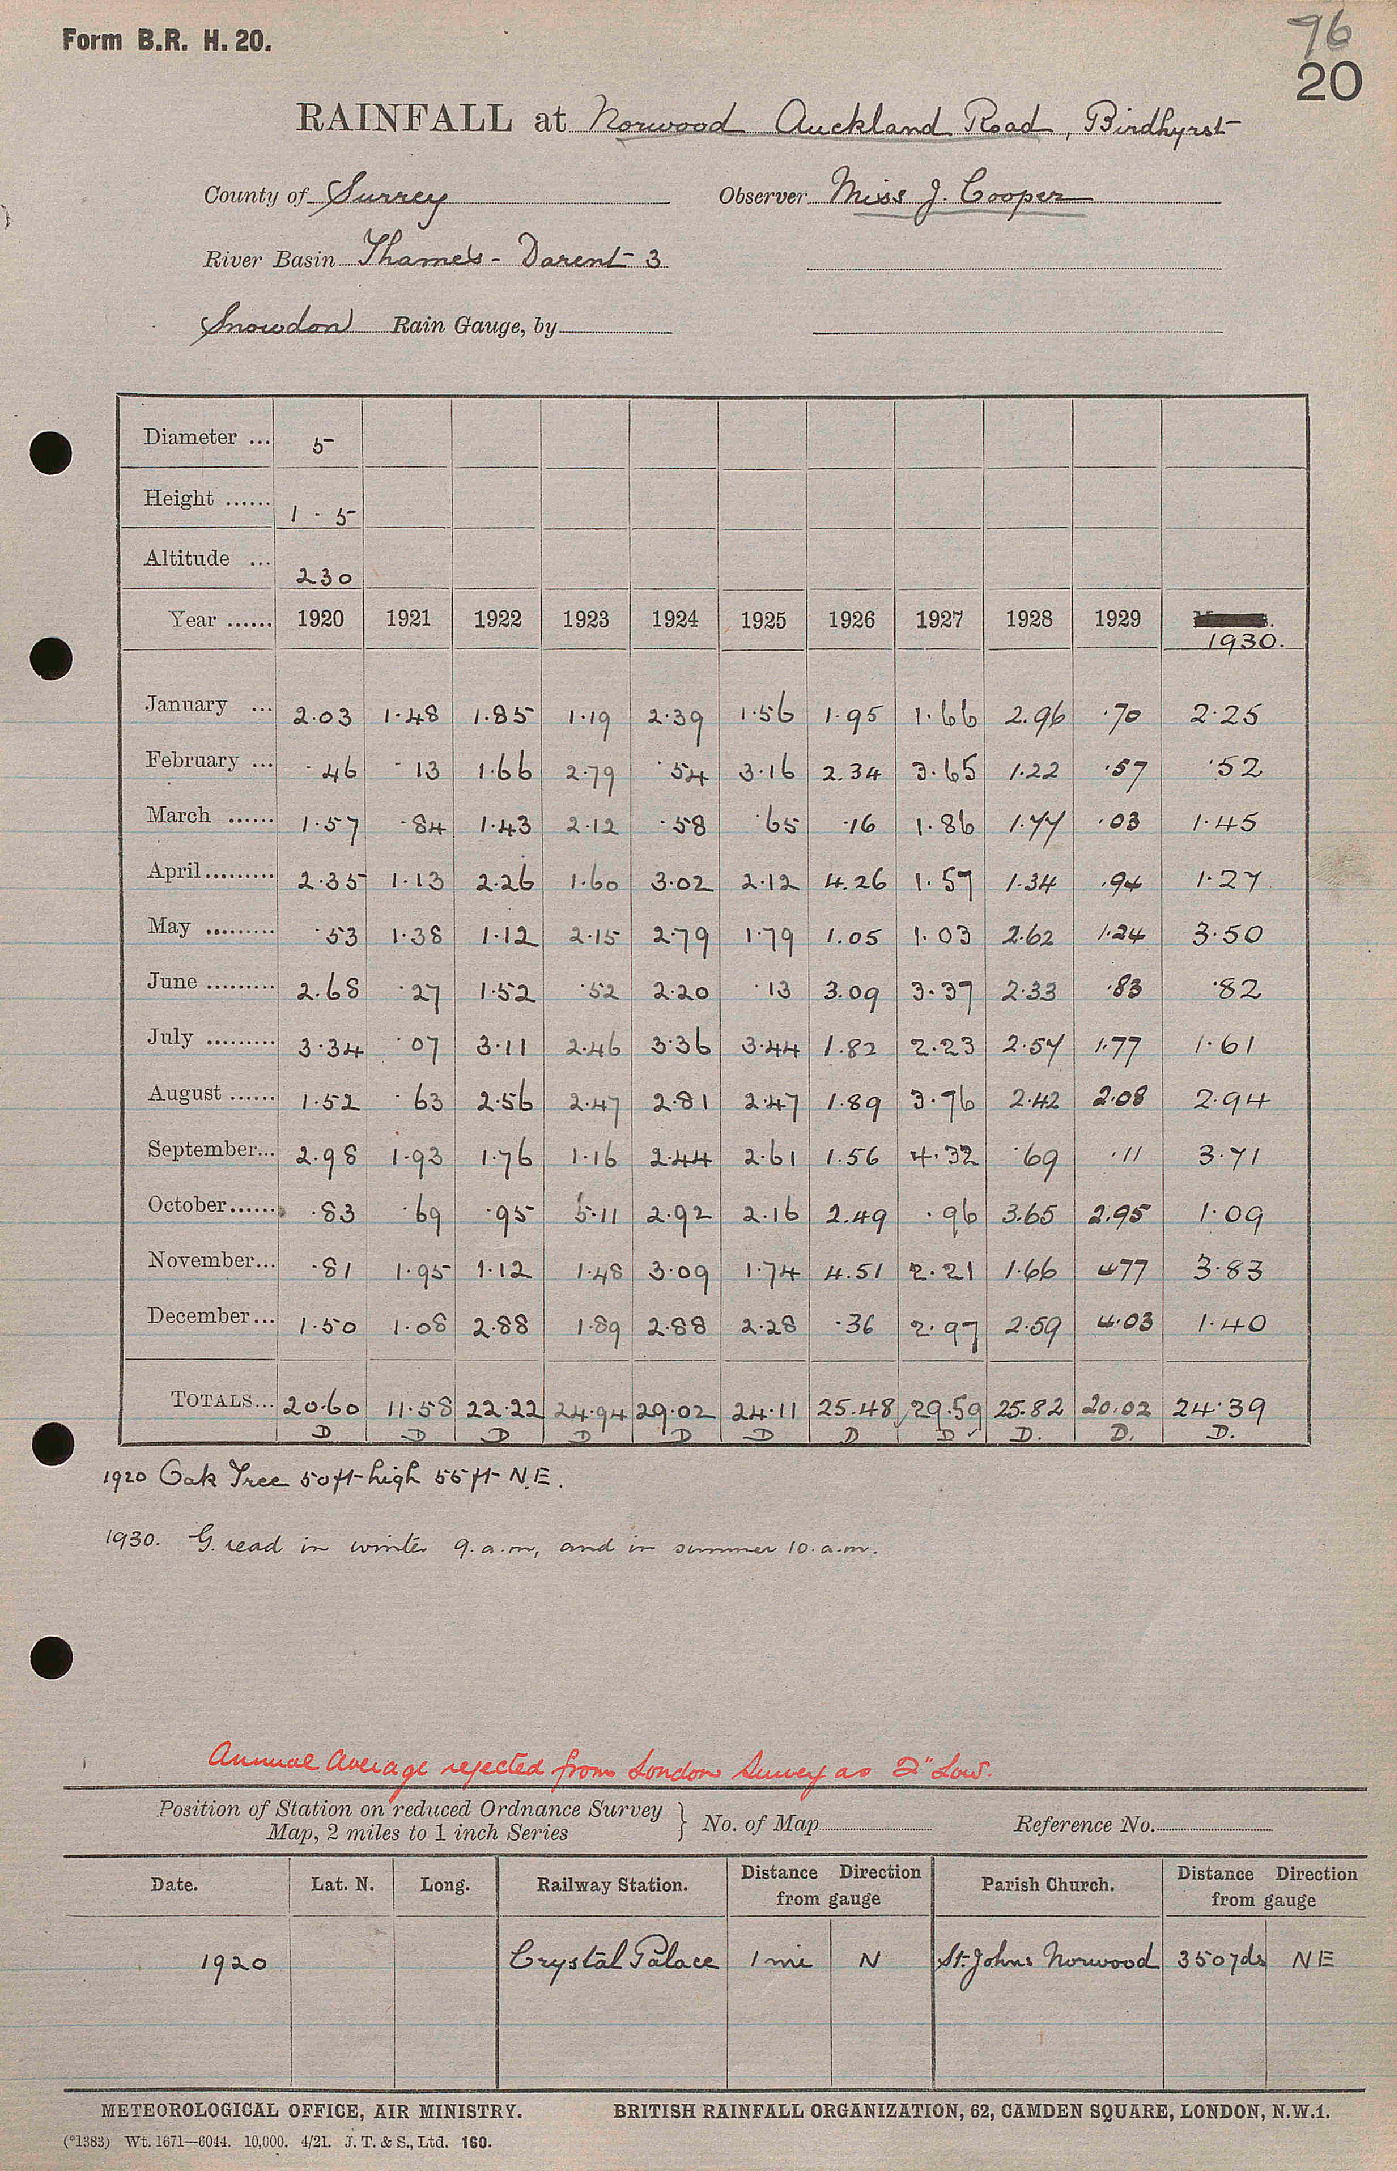 Form B.R. H. 20.
96
20
RAINFALL at Norwood Auckland Road, Birdhyrst
County of Surrey Observer Miss J. Cooper
River Basin Thames - Darent 3
Snowdon Rain Gauge, by
Diameter ... 5
Height ...... 1 · 5
Altitude ... 230
Year ...... 1920 1921 1922 1923 1924 1925 1926 1927 1928 1929 1930.
January ... 2.03 1.48 1.85 1.19 2.39 1.56 1.95 1.66 2.96 .70 2.25
February ... .46 .13 1.66 2.79 .54 3.16 2.34 3.65 1.22 .57 .52
March ...... 1.57 .84 1.43 2.12 .58 .65 .16 1.86 1.77 .03 1.45
April......... 2.35 1.13 2.26 1.60 3.02 2.12 4.26 1.57 1.34 .94 1.27
May ......... .53 1.38 1.12 2.15 2.79 1.79 1.05 1.03 2.62 1.24 3.50
June ......... 2.68 .27 1.52 .52 2.20 .13 3.09 3.37 2.33 .83 .82
July ......... 3.34 .07 3.11 2.46 3.36 3.44 1.82 2.23 2.57 1.77 1.61
August ...... 1.52 .63 2.56 2.47 2.81 2.47 1.89 3.76 2.42 2.08 2.94
September... 2.98 1.93 1.76 1.16 2.44 2.61 1.56 4.32 .69 .11 3.71
October...... .83 .69 .95 5.11 2.92 2.16 2.49 .96 3.65 2.95 1.09
November... .81 1.95 1.12 1.48 3.09 1.74 4.51 2.21 1.66 4.77 3.83
December... 1.50 1.08 2.88 1.89 2.88 2.28 .36 2.97 2.59 4.03 1.40
TOTALS... 20.60 11.58 22.22 24.94 29.02 24.11 25.48 29.59 25.82 20.02 24.39
D D D D D D D D D. D. D.
1920 Oak Tree 50ft high 55ft N.E.
1930. G. read in winter 9.a.m, and in summer 10.a.m.
Annual Average rejected from London Survey as 2" Low.
Position of Station on reduced Ordnance Survey
Map, 2 miles to 1 inch Series } No. of Map Reference No.
Date. Lat. N. Long. Railway Station. Distance Direction from gauge Parish Church. Distance Direction from gauge
1920 Crystal Palace 1 mi N St. Johns Norwood 350yds NE
METEOROLOGICAL OFFICE, AIR MINISTRY. BRITISH RAINFALL ORGANIZATION, 62, CAMDEN SQUARE, LONDON, N.W.1.
(*1383) Wt. 1671—6044. 10,000. 4/21. J. T. & S., Ltd. 160.